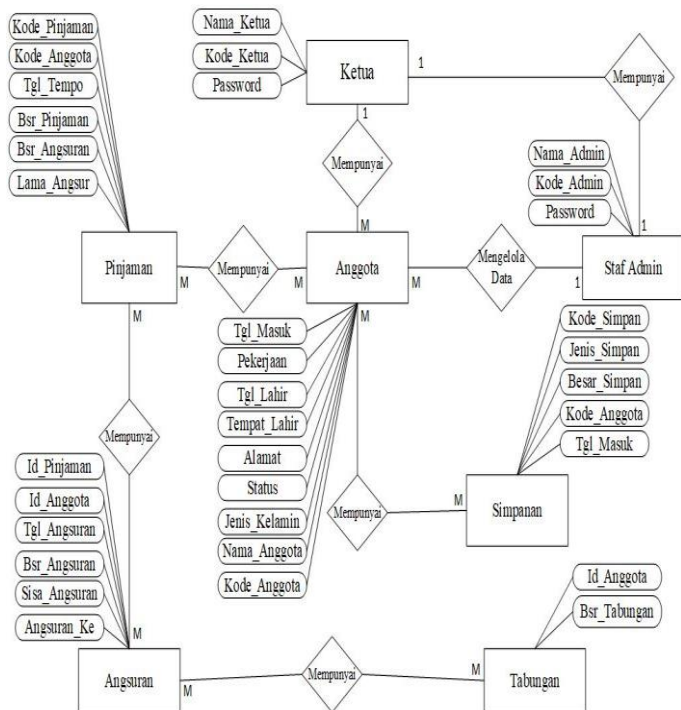 Kode_Pinjaman
Kode_Anggota
Tgl_Tempo
Bsr_Pinjaman
Bsr_Angsuran
Lama_Angsur
Nama_Ketua
Kode_Ketua
Password
Ketua
1
1
Mempunyai
Mempunyai
Nama_Admin
Kode_Admin
Password
1
M
Pinjaman
M
Mempunyai
M
Anggota
M
Mengelola
Data
1
Staf Admin
M
M
Tgl_Masuk
Pekerjaan
Tgl_Lahir
Tempat_Lahir
Alamat
Status
Jenis_Kelamin
Nama_Anggota
Kode_Anggota
Kode_Simpan
Jenis_Simpan
Besar_Simpan
Kode_Anggota
Tgl_Masuk
Mempunyai
Mempunyai
M
Simpanan
Id_Pinjaman
Id_Anggota
Tgl_Angsuran
Bsr_Angsuran
Sisa_Angsuran
Angsuran_Ke
M
Id_Anggota
Bsr_Tabungan
Angsuran
M
Mempunyai
M
Tabungan